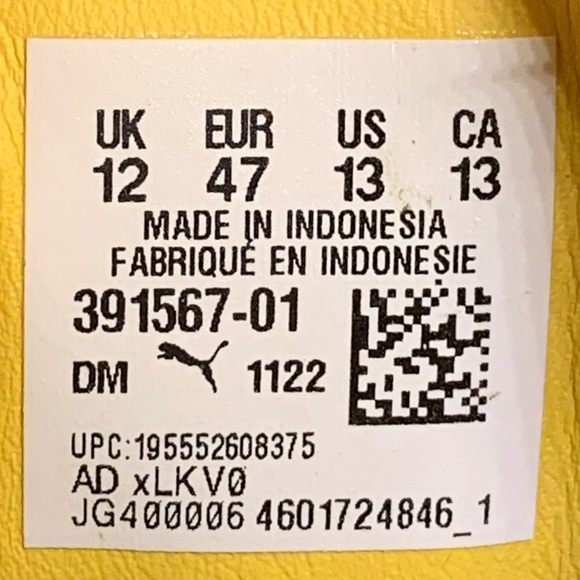 UK EUR US CA
12 47 13 13
MADE IN INDONESIA
FABRIQUÉ EN INDONESIE
391567-01
DM 1122
UPC:195552608375
AD xLKV0
JG400006 4601724846_1